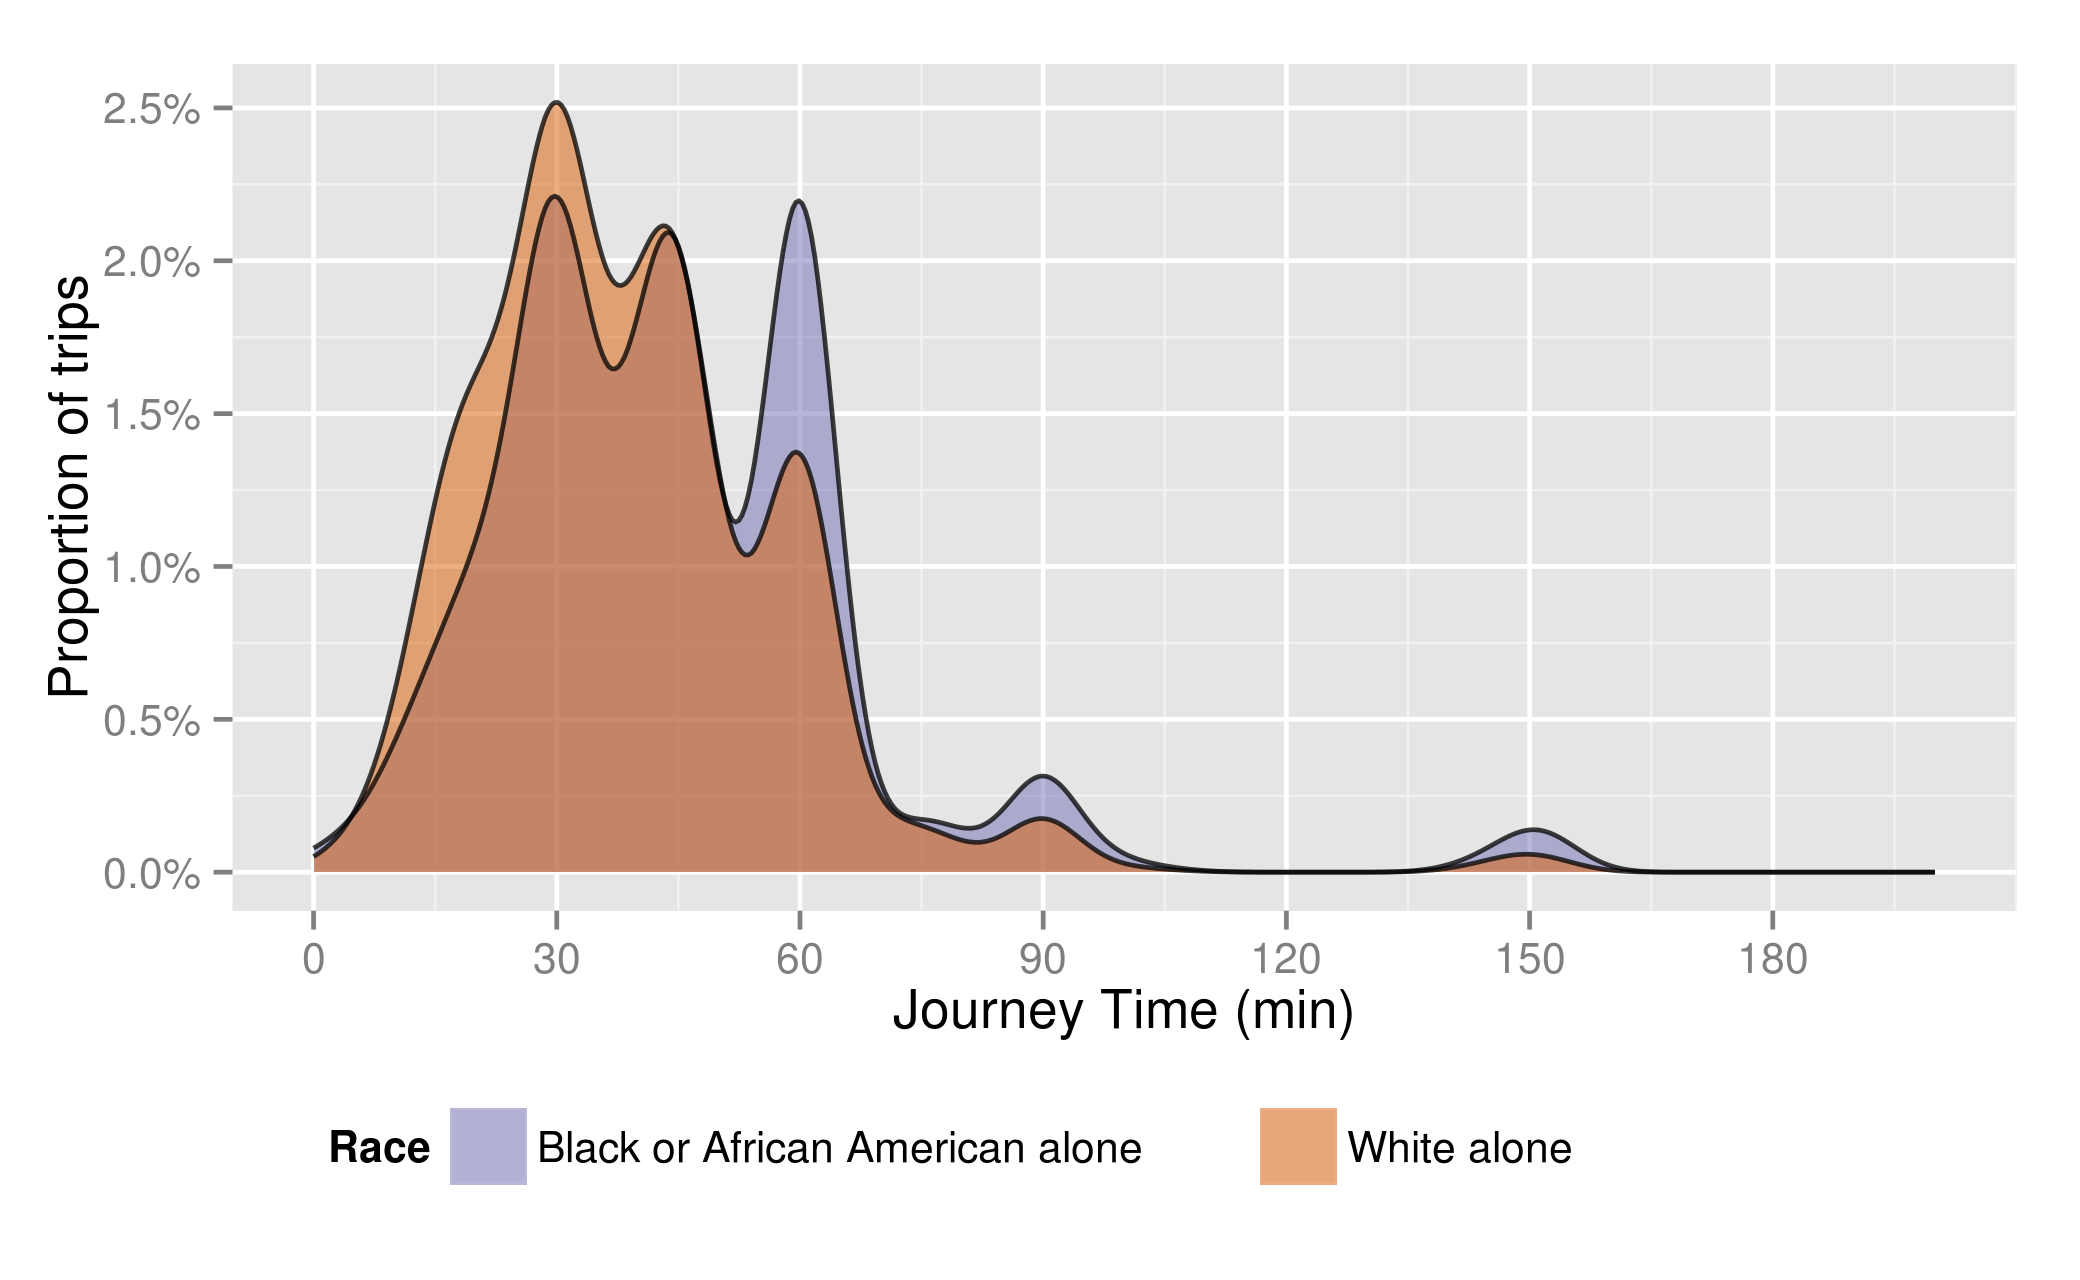 Proportion of trips
2.5%
2.0%
1.5%
1.0%
0.5%
0.0%
0 30 60 90 120 150 180
Journey Time (min)
Race Black or African American alone White alone